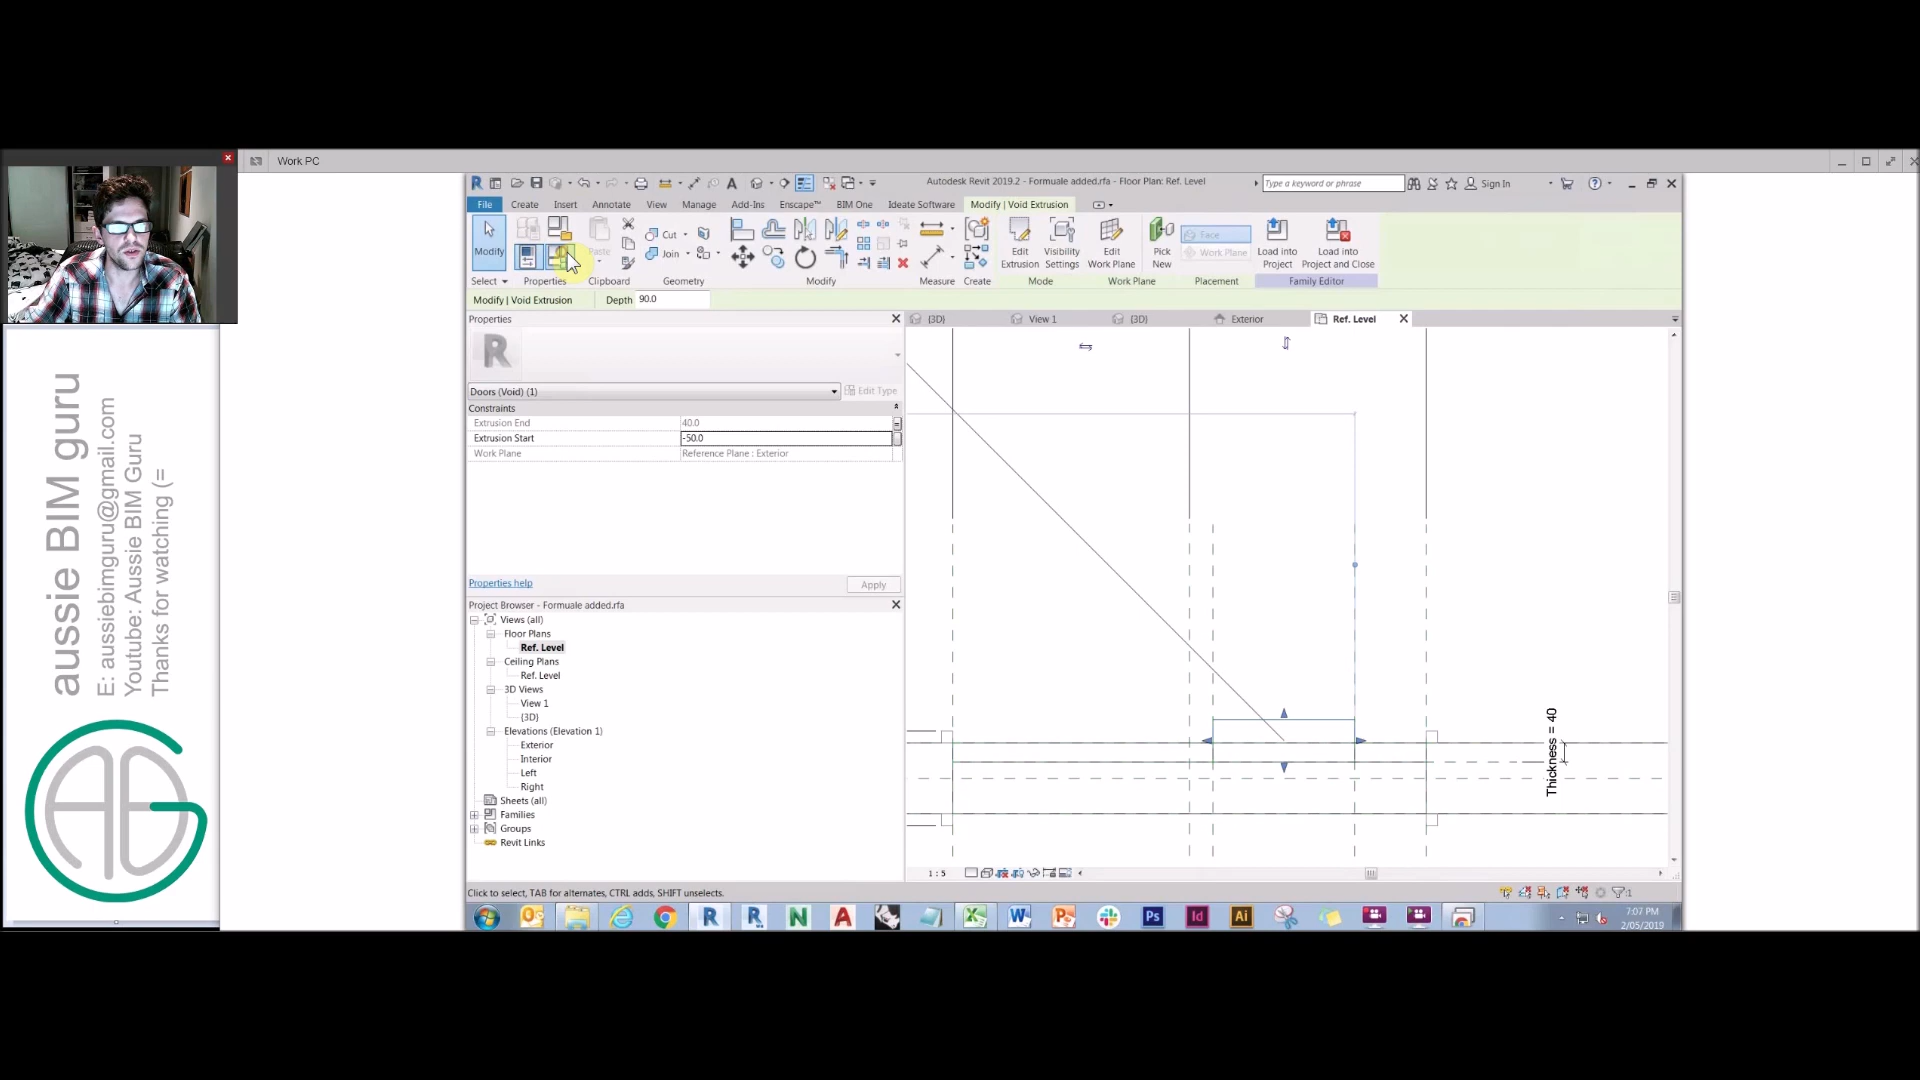 Work PC
Autodesk Revit 2019.2 - Formuale added.rfa - Floor Plan: Ref. Level
Type a keyword or phrase
Sign In
File Create Insert Annotate View Manage Add-Ins Enscape™ BIM One Ideate Software Modify | Void Extrusion
Modify
Paste
Cut
Join
Edit Extrusion
Visibility Settings
Edit Work Plane
Pick New
Face
Work Plane
Load into Project
Load into Project and Close
Select Properties Clipboard Geometry Modify Measure Create Mode Work Plane Placement Family Editor
Modify | Void Extrusion Depth 90.0
Properties
{3D} View 1 {3D} Exterior Ref. Level
R
Doors (Void) (1)
Edit Type
Constraints
Extrusion End 40.0
Extrusion Start -50.0
Work Plane Reference Plane : Exterior
Properties help
Apply
Project Browser - Formuale added.rfa
Views (all)
Floor Plans
Ref. Level
Ceiling Plans
Ref. Level
3D Views
View 1
{3D}
Elevations (Elevation 1)
Exterior
Interior
Left
Right
Sheets (all)
Families
Groups
Revit Links
Thickness = 40
1 : 5
Click to select, TAB for alternates, CTRL adds, SHIFT unselects.
:1
7:07 PM
2/05/2019
Ps
Id
Ai
aussie BIM guru
E: aussiebimguru@gmail.com
Youtube: Aussie BIM Guru
Thanks for watching (=